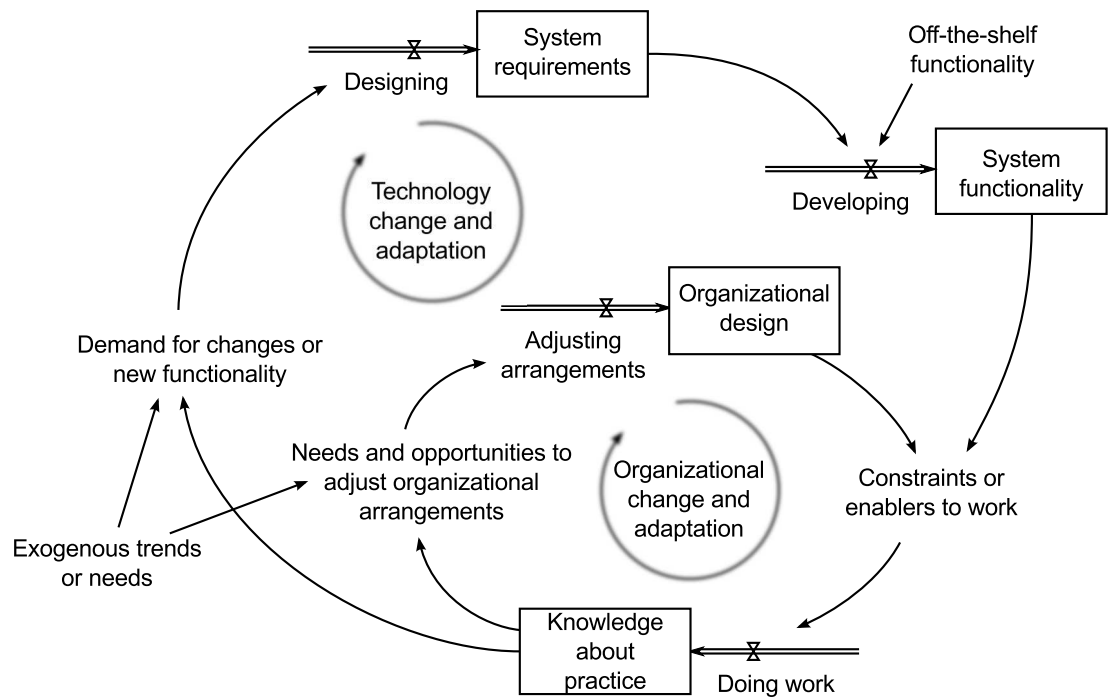 System
requirements
Designing
Off-the-shelf
functionality
System
functionality
Developing
Technology
change and
adaptation
Organizational
design
Adjusting
arrangements
Demand for changes or
new functionality
Needs and opportunities to
adjust organizational
arrangements
Organizational
change and
adaptation
Constraints or
enablers to work
Exogenous trends
or needs
Knowledge
about
practice
Doing work